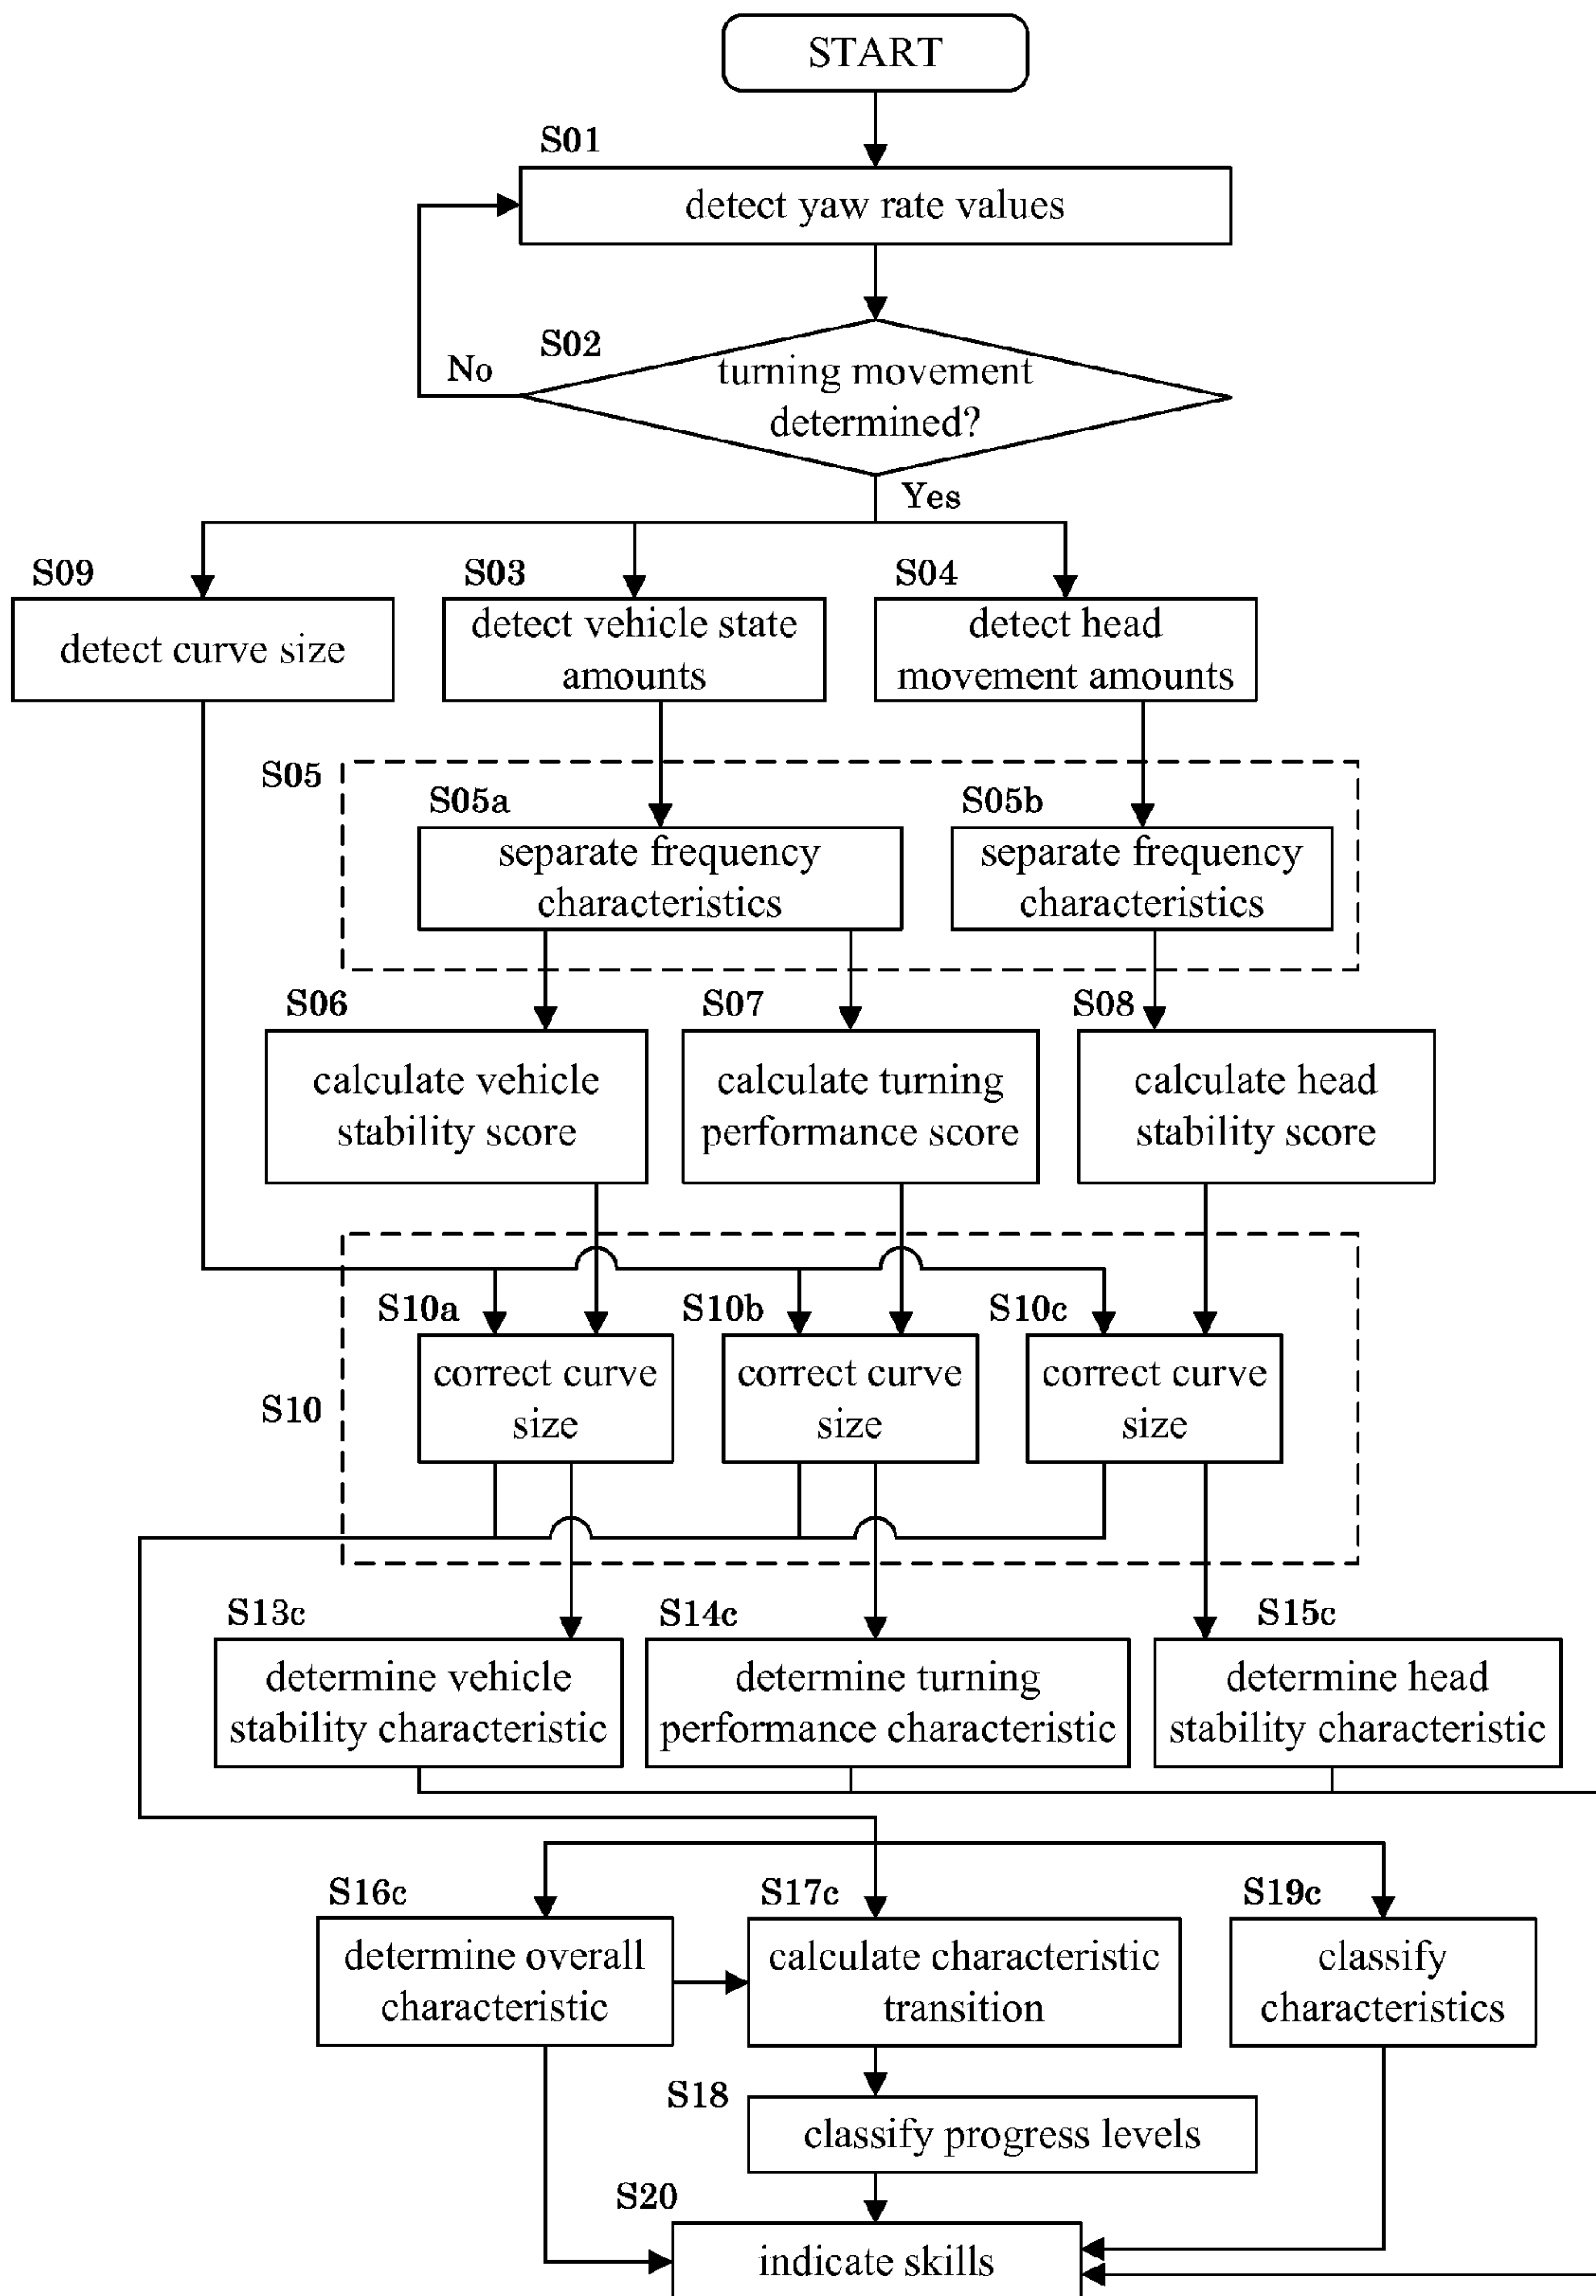 START
S01
detect yaw rate values
S02
No
turning movement
determined?
Yes
S09
S03
S04
detect curve size
detect vehicle state
amounts
detect head
movement amounts
S05
S05a
S05b
separate frequency
characteristics
separate frequency
characteristics
S06
S07
S08
calculate vehicle
stability score
calculate turning
performance score
calculate head
stability score
S10a
S10b
S10c
correct curve
size
correct curve
size
correct curve
size
S10
S13c
S14c
S15c
determine vehicle
stability characteristic
determine turning
performance characteristic
determine head
stability characteristic
S16c
S17c
S19c
determine overall
characteristic
calculate characteristic
transition
classify
characteristics
S18
classify progress levels
S20
indicate skills